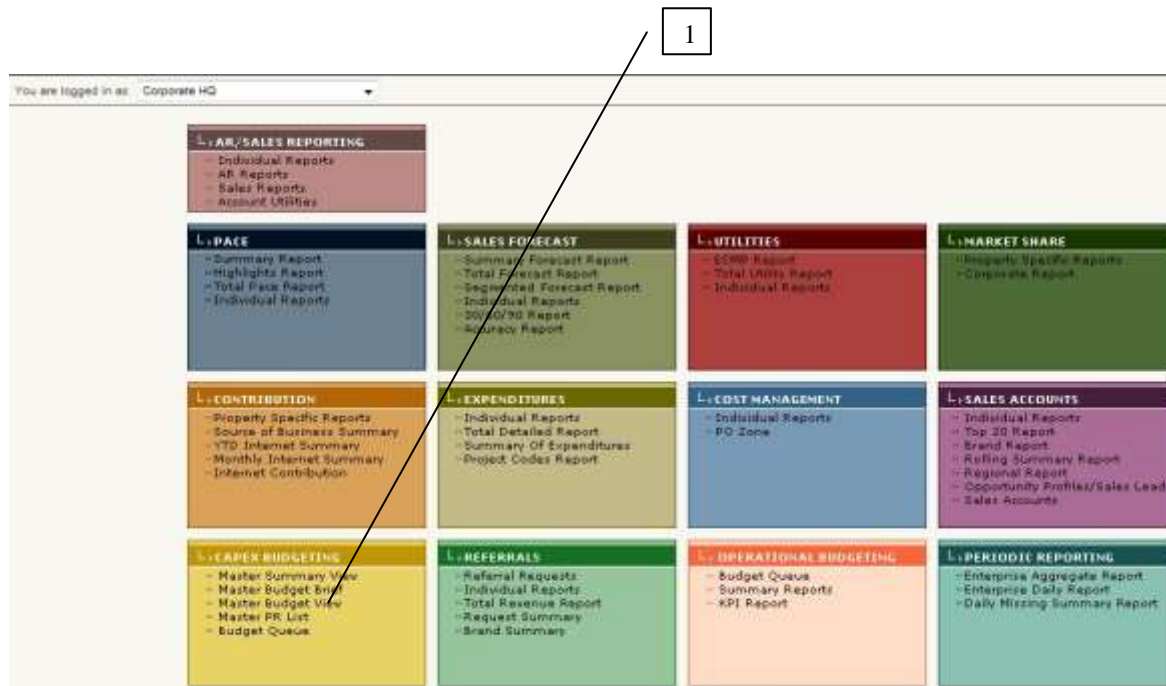 1
You are logged in as Corporate HQ
AR/SALES REPORTING
- Individual Reports
- AR Reports
- Sales Reports
- Account Utilities
PACE
- Summary Report
- Highlights Report
- Total Pace Report
- Individual Reports
SALES FORECAST
- Summary Forecast Report
- Total Forecast Report
- Segmented Forecast Report
- Individual Reports
- 30/60/90 Report
- Accuracy Report
UTILITIES
- Report
- Total Utility Report
- Individual Reports
MARKET SHARE
- Property Specific Reports
- Corporate Report
CONTRIBUTION
- Property Specific Reports
- Source of Business Summary
- YTD Internet Summary
- Monthly Internet Summary
- Internet Contribution
EXPENDITURES
- Individual Reports
- Total Detailed Report
- Summary Of Expenditures
- Project Codes Report
COST MANAGEMENT
- Individual Reports
- PO Zone
SALES ACCOUNTS
- Individual Reports
- Top 20 Report
- Brand Report
- Rolling Summary Report
- Regional Report
- Opportunity Profiles/Sales Lead
- Sales Accounts
CAPEX BUDGETING
- Master Summary View
- Master Budget Brief
- Master Budget View
- Master PR List
- Budget Queue
REFERRALS
- Referral Requests
- Individual Reports
- Total Revenue Report
- Request Summary
- Brand Summary
OPERATIONAL BUDGETING
- Budget Queue
- Summary Reports
- KPI Report
PERIODIC REPORTING
- Enterprise Aggregate Report
- Enterprise Daily Report
- Daily Missing Summary Report